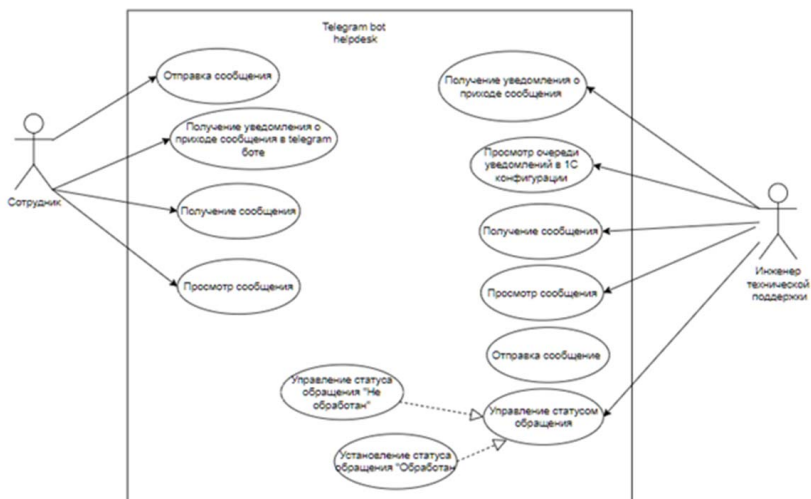 Telegram bot
helpdesk
Отправка сообщения
Получение уведомления о
приходе сообщения в telegram
боте
Получение сообщения
Просмотр сообщения
Сотрудник
Получение уведомления о
приходе сообщения
Просмотр очереди
уведомлений в 1С
конфигурации
Получение сообщения
Просмотр сообщения
Отправка сообщение
Управление статусом
обращения
Управление статуса
обращения "Не
обработан"
Установление статуса
обращения "Обработан
Инженер
технической
поддержки